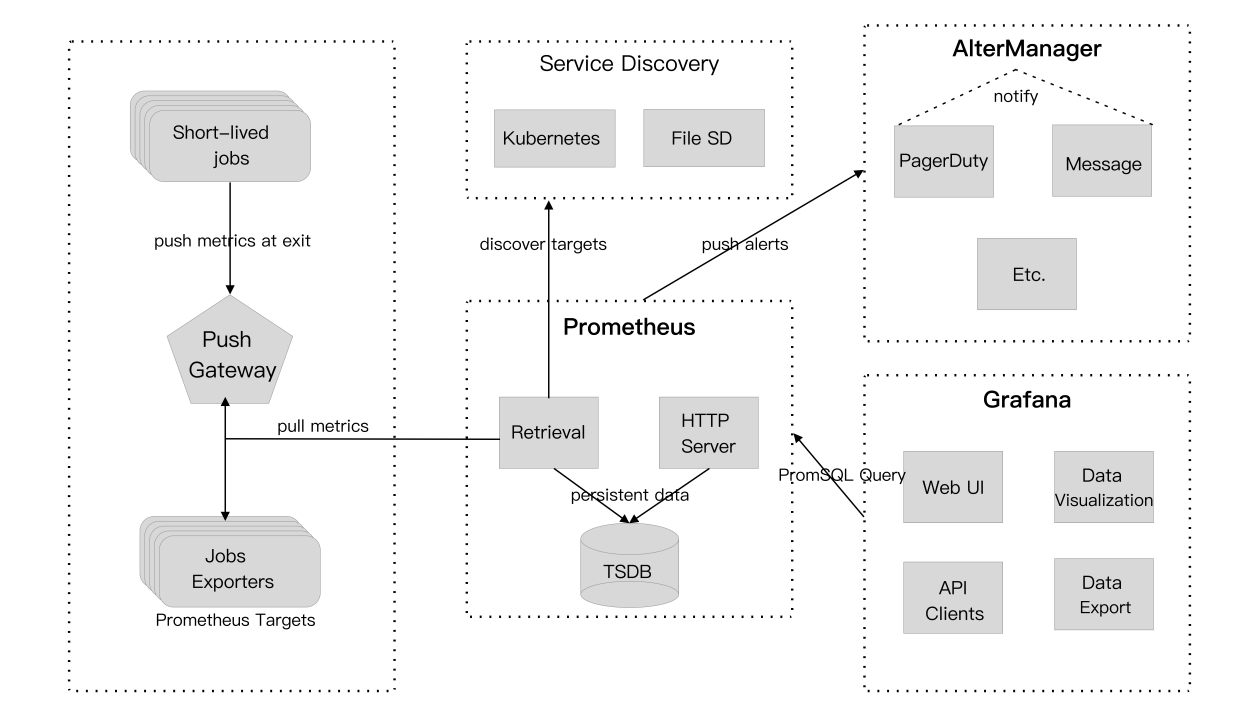 Short-lived
jobs
push metrics at exit
Push
Gateway
pull metrics
Jobs
Exporters
Prometheus Targets
Service Discovery
Kubernetes
File SD
discover targets
push alerts
Prometheus
Retrieval
HTTP
Server
persistent data
TSDB
AlterManager
notify
PagerDuty
Message
Etc.
Grafana
PromSQL Query
Web UI
Data
Visualization
API
Clients
Data
Export